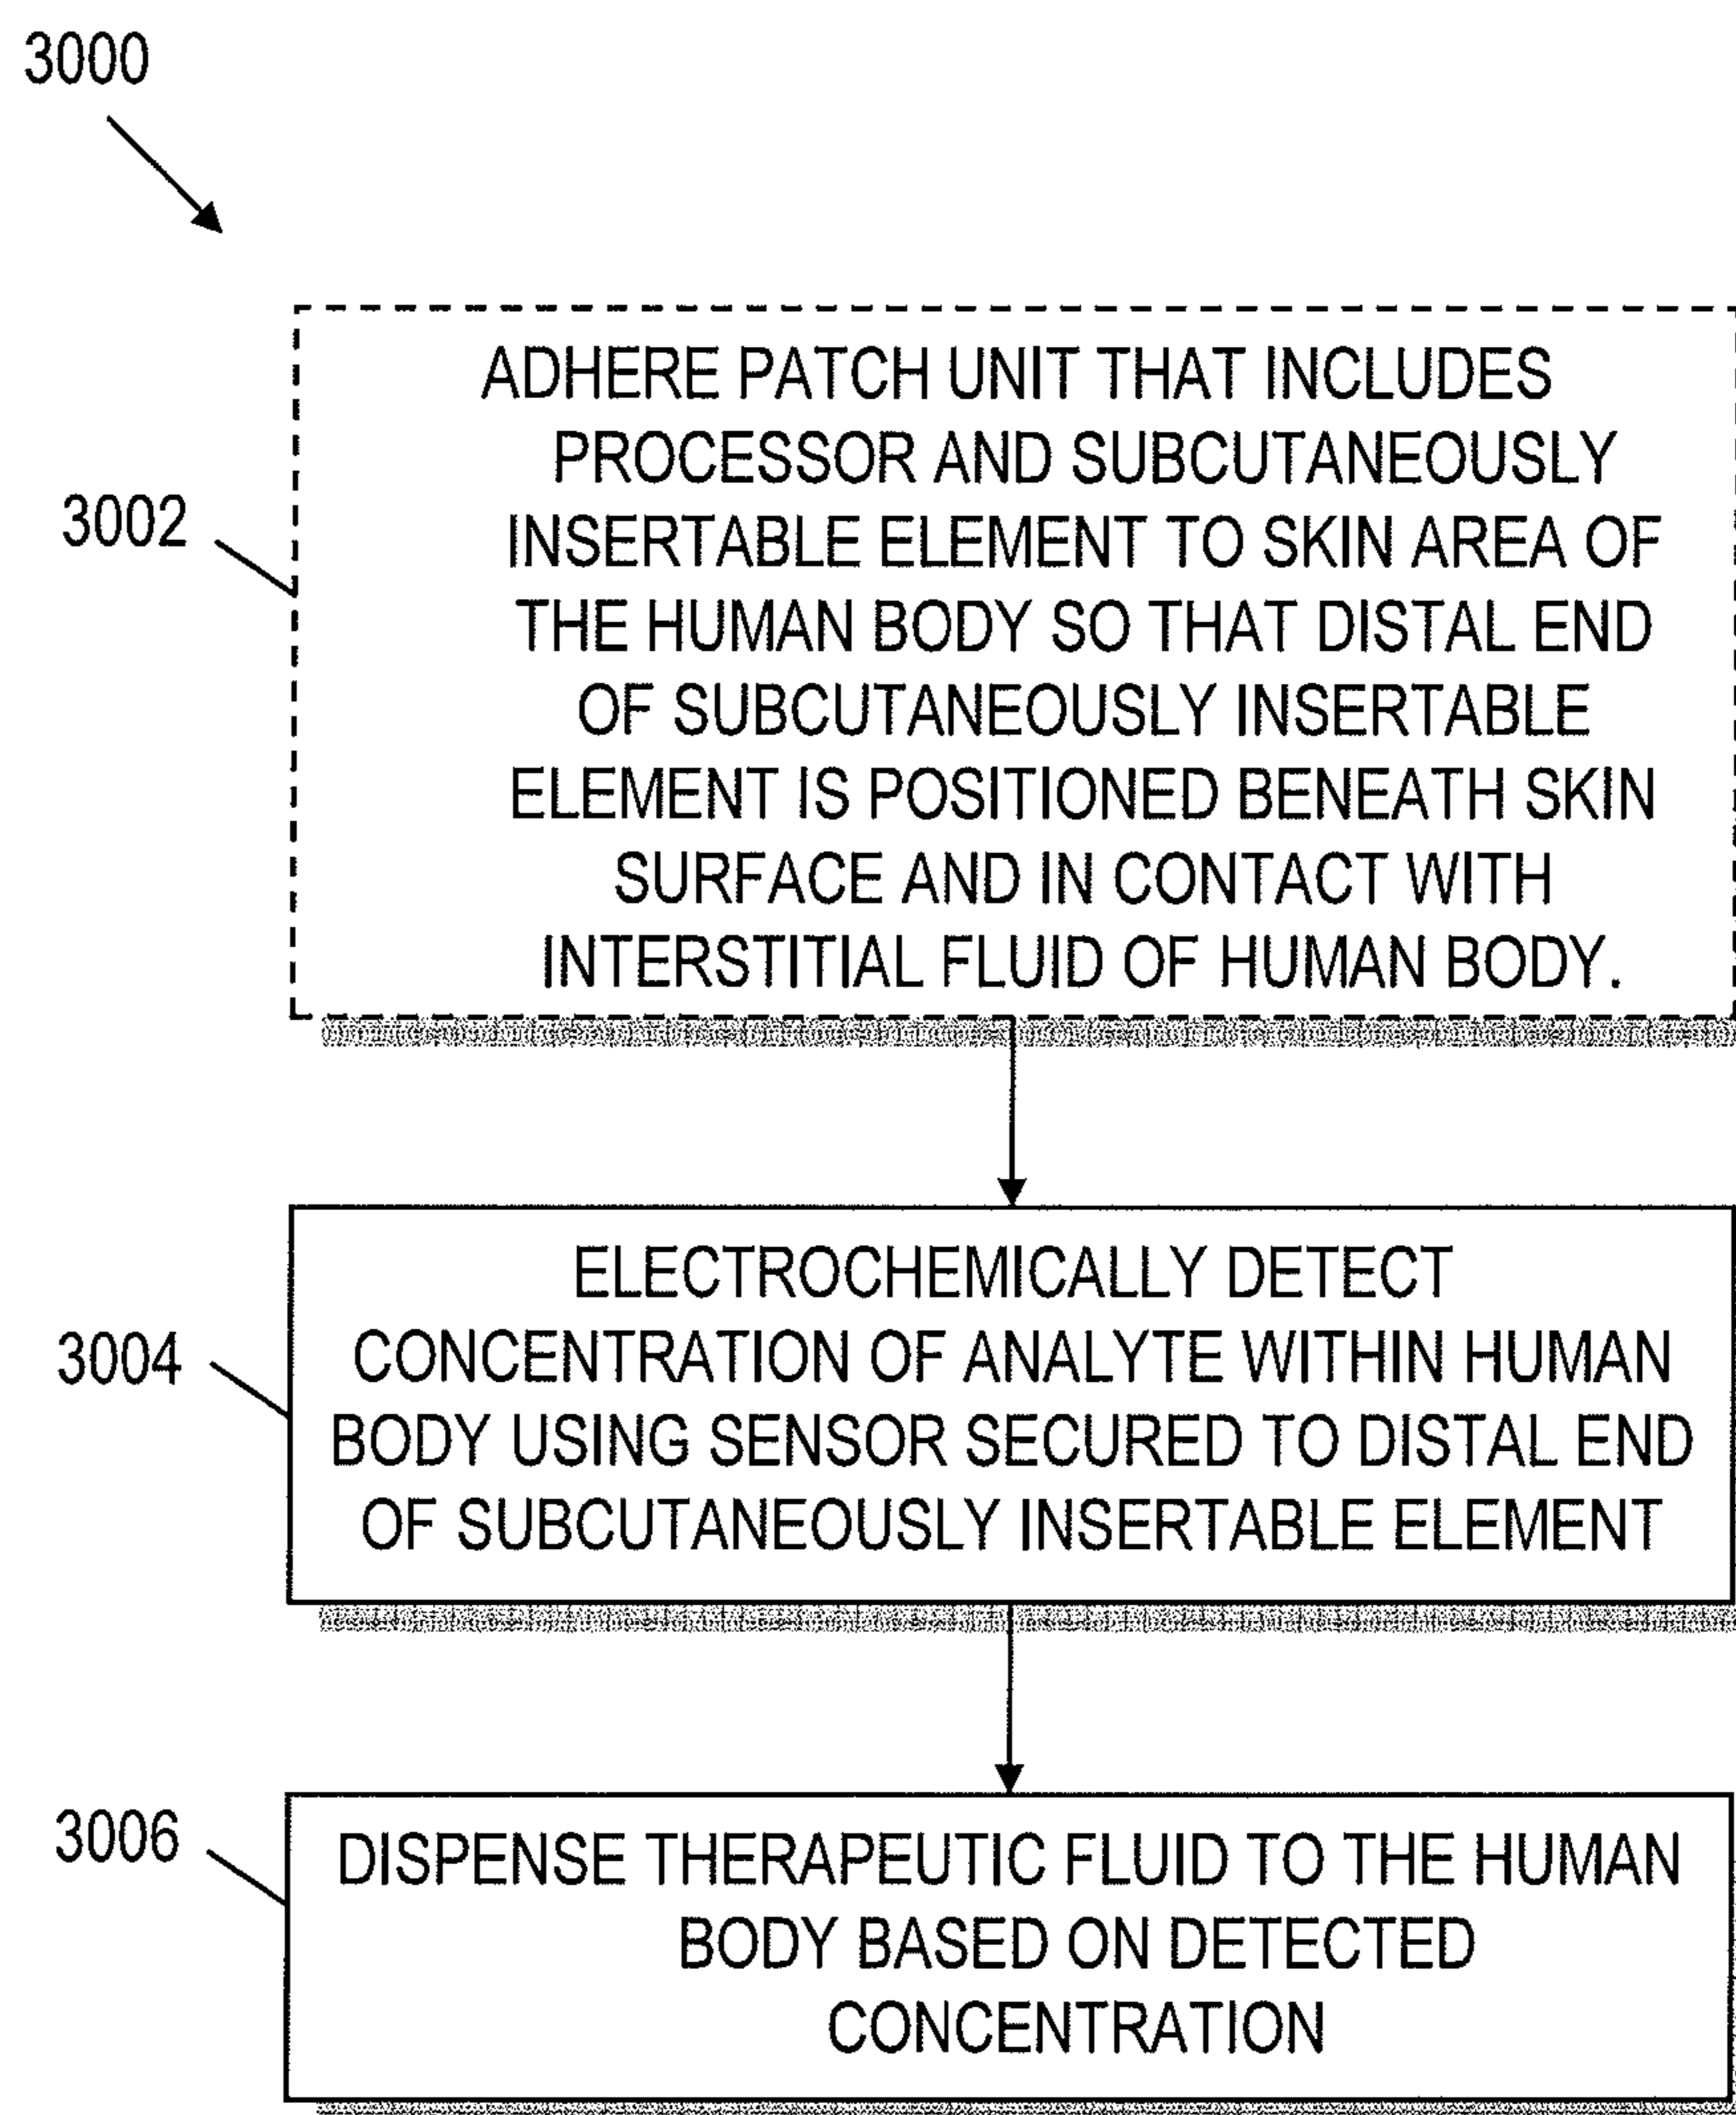 3000
ADHERE PATCH UNIT THAT INCLUDES
PROCESSOR AND SUBCUTANEOUSLY
INSERTABLE ELEMENT TO SKIN AREA OF
THE HUMAN BODY SO THAT DISTAL END
OF SUBCUTANEOUSLY INSERTABLE
ELEMENT IS POSITIONED BENEATH SKIN
SURFACE AND IN CONTACT WITH
INTERSTITIAL FLUID OF HUMAN BODY.
3002
ELECTROCHEMICALLY DETECT
CONCENTRATION OF ANALYTE WITHIN HUMAN
BODY USING SENSOR SECURED TO DISTAL END
OF SUBCUTANEOUSLY INSERTABLE ELEMENT
3004
DISPENSE THERAPEUTIC FLUID TO THE HUMAN
BODY BASED ON DETECTED
CONCENTRATION
3006